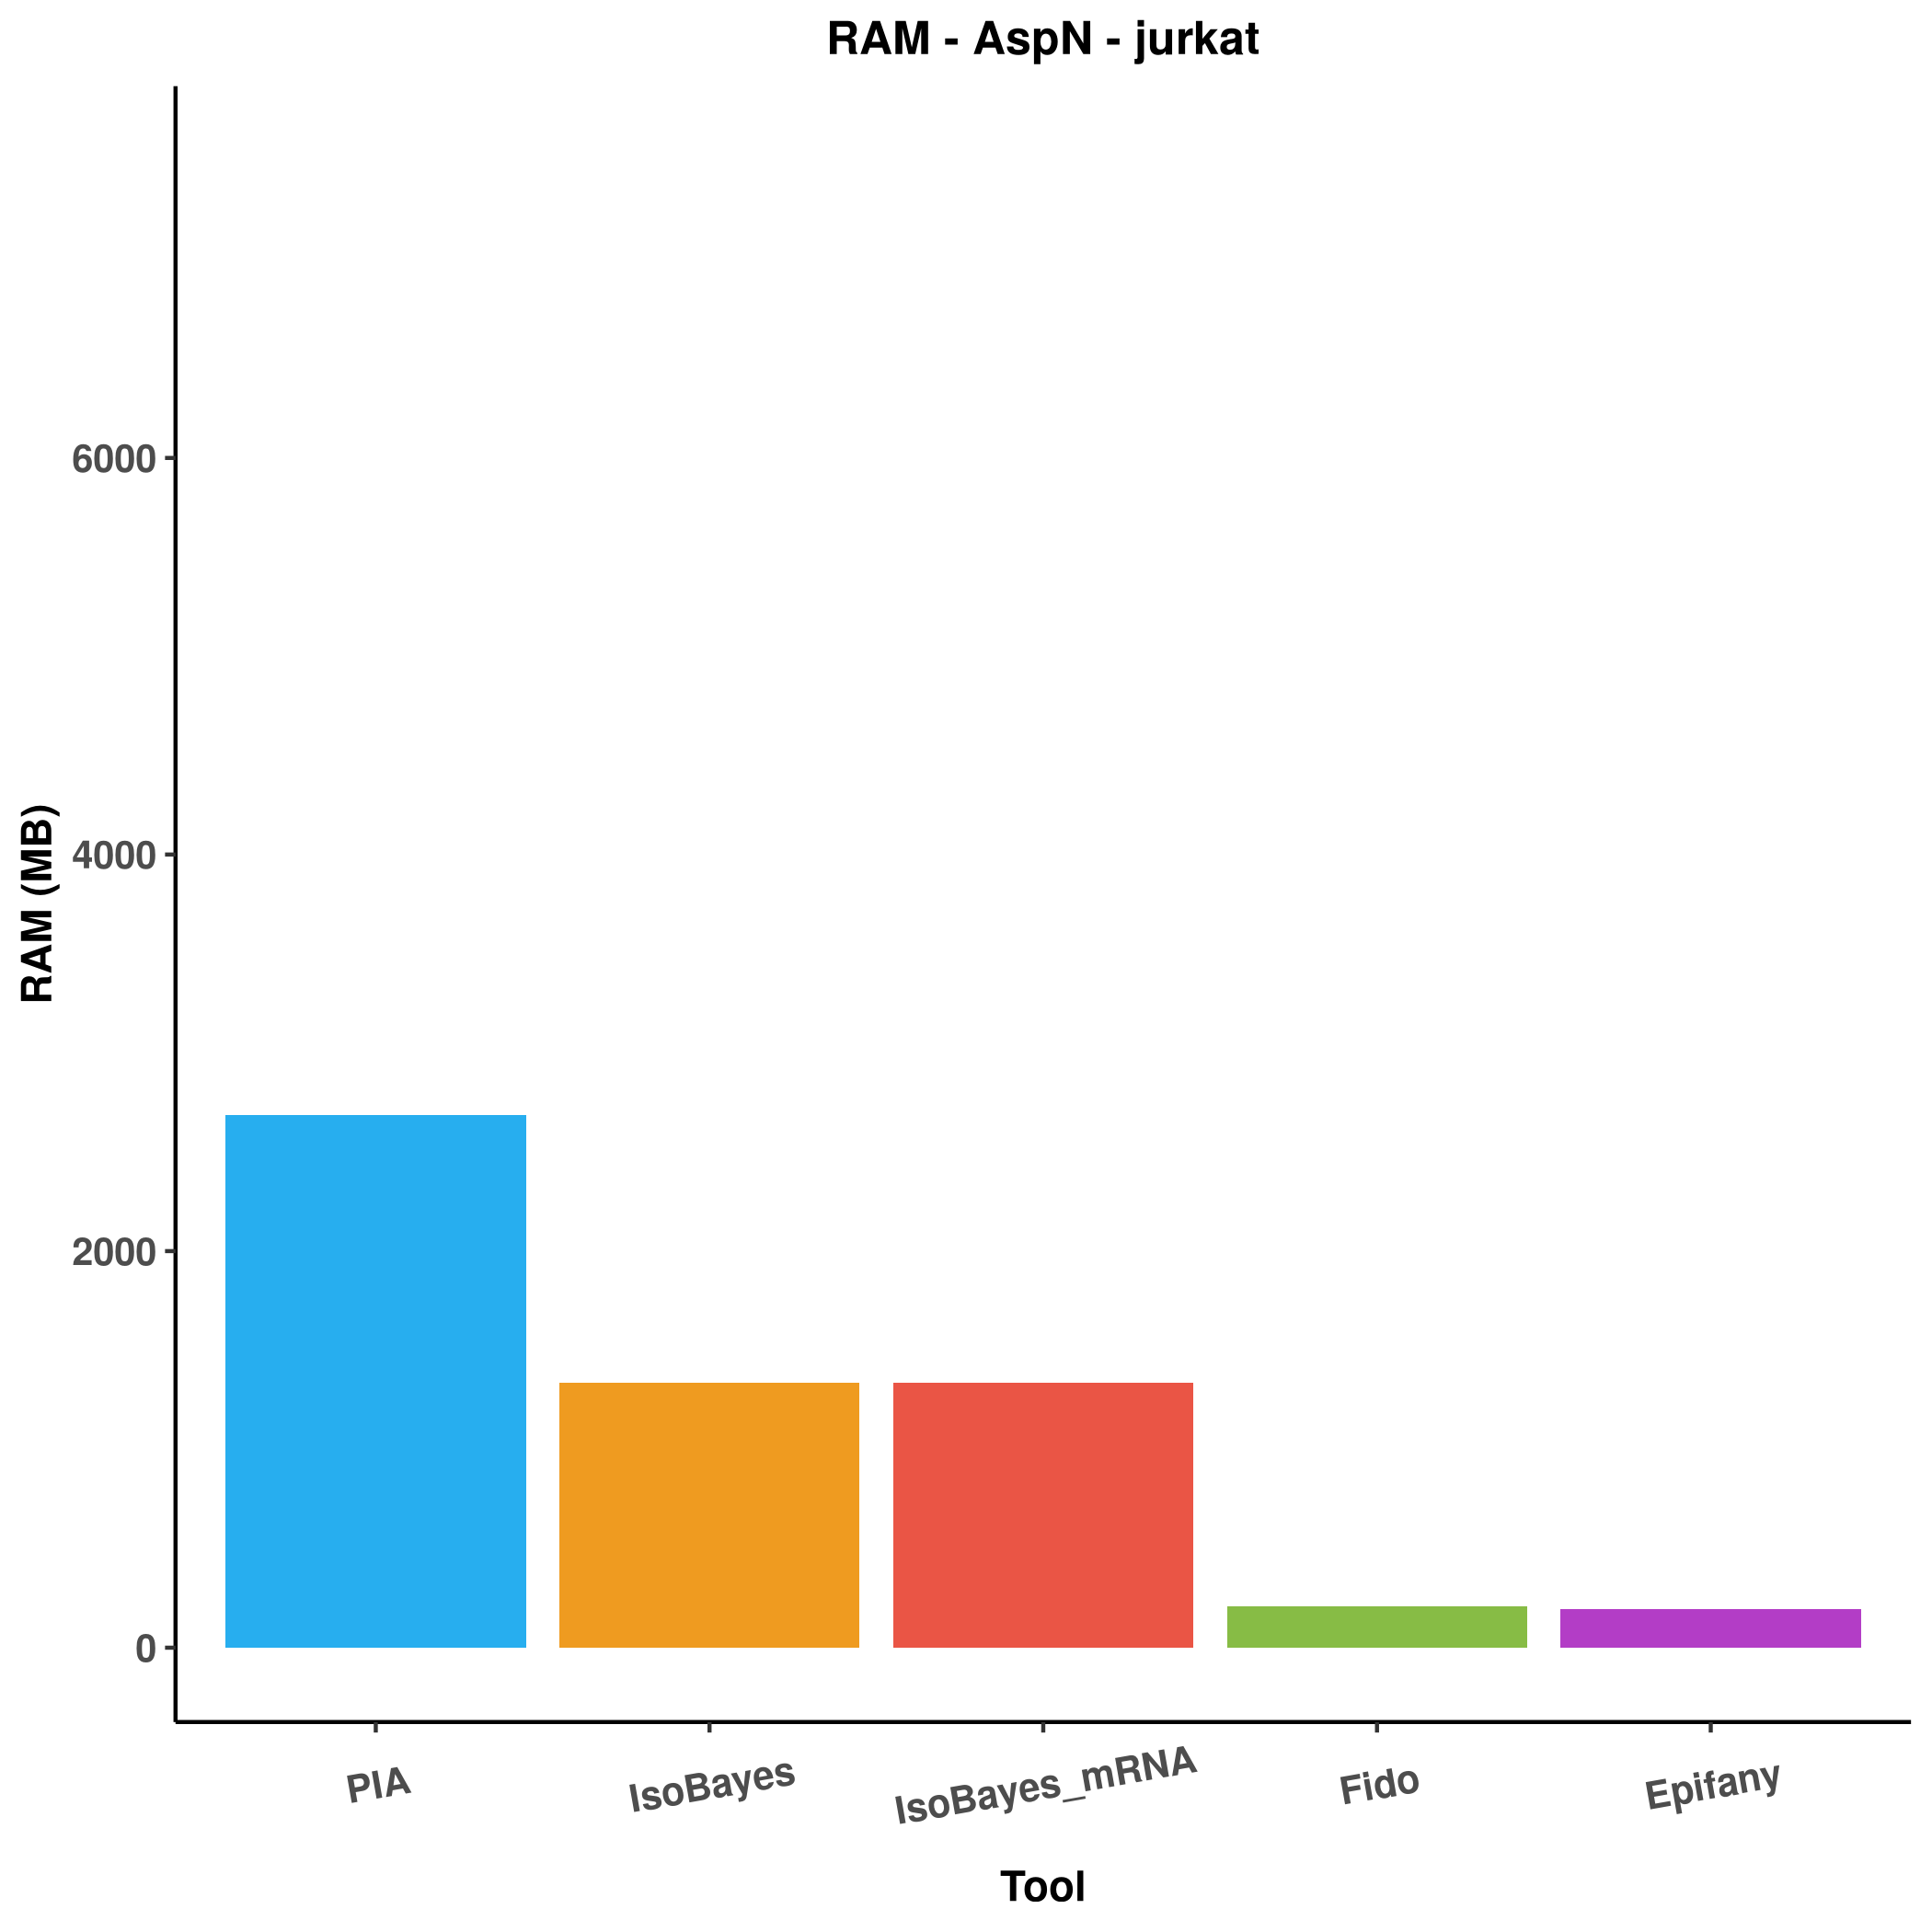 RAM - AspN - jurkat
RAM (MB)
6000
4000
2000
0
PIA
IsoBayes
IsoBayes_mRNA
Fido
Epifany
Tool